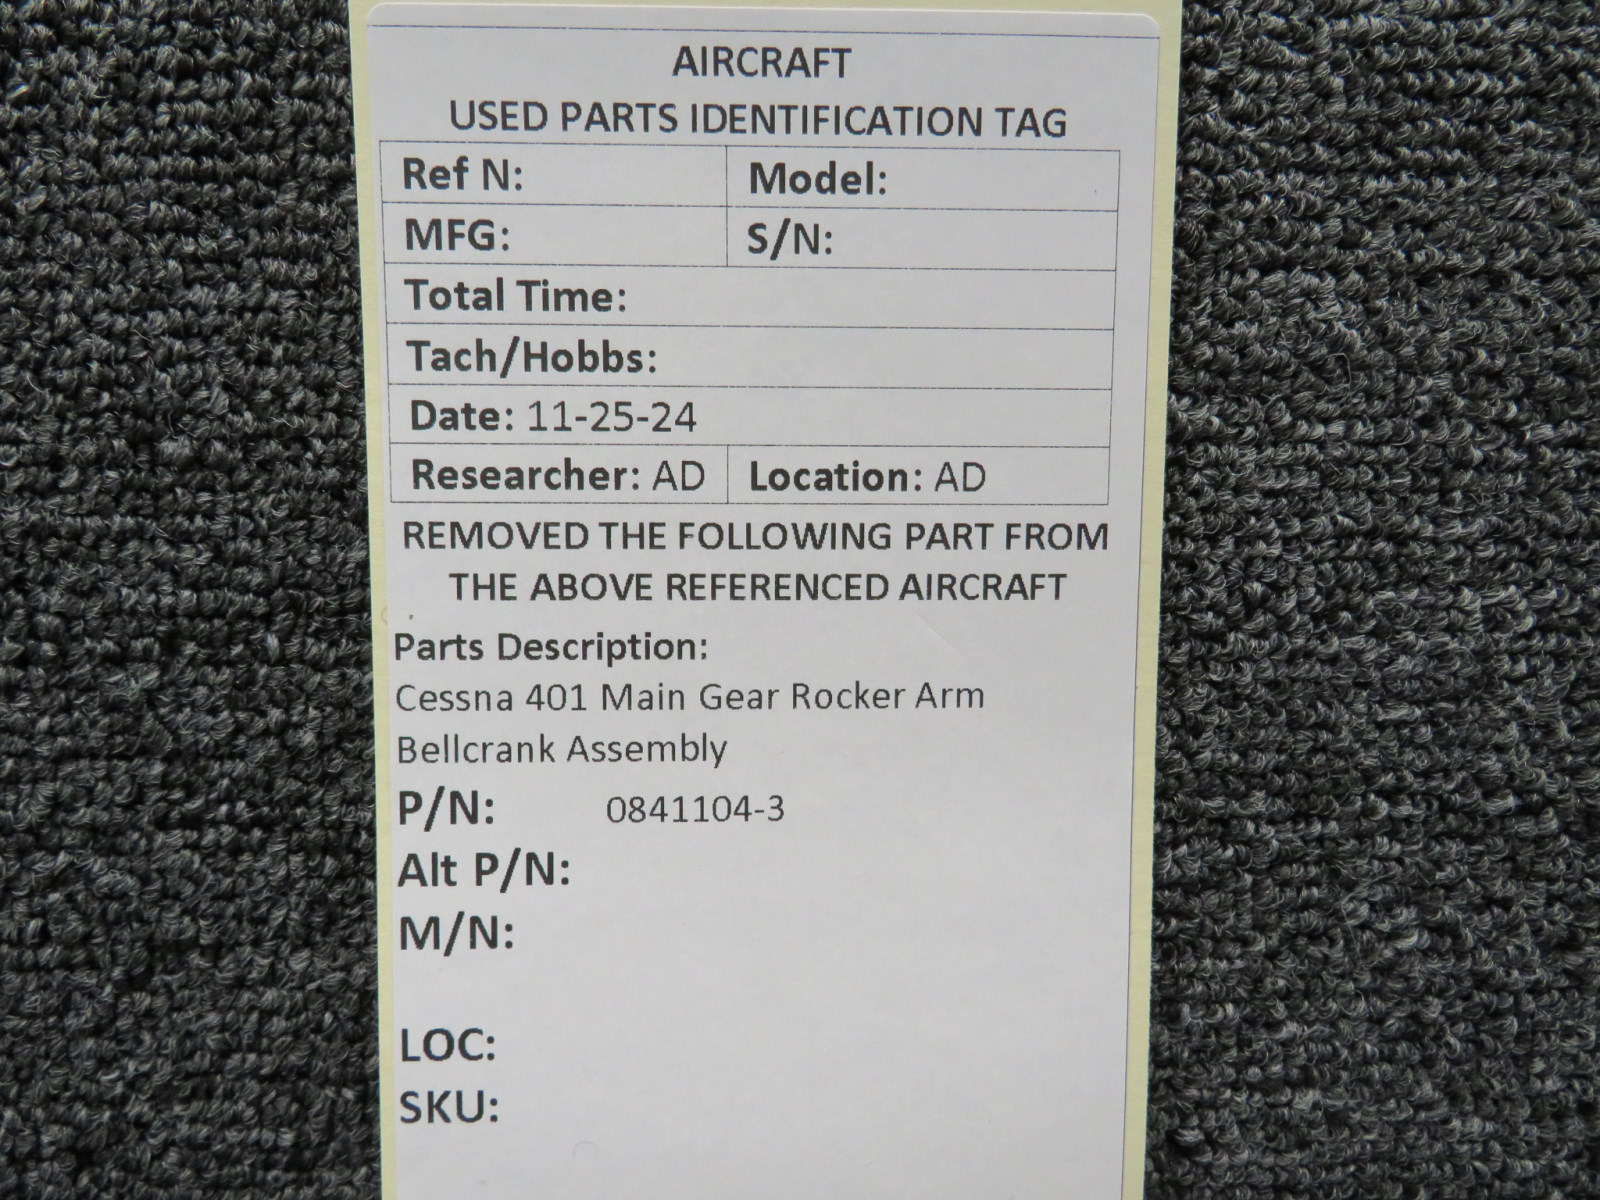 AIRCRAFT
USED PARTS IDENTIFICATION TAG
Ref N: Model:
MFG: S/N:
Total Time:
Tach/Hobbs:
Date: 11-25-24
Researcher: AD Location: AD
REMOVED THE FOLLOWING PART FROM
THE ABOVE REFERENCED AIRCRAFT
Parts Description:
Cessna 401 Main Gear Rocker Arm
Bellcrank Assembly
P/N: 0841104-3
Alt P/N:
M/N:
LOC:
SKU: